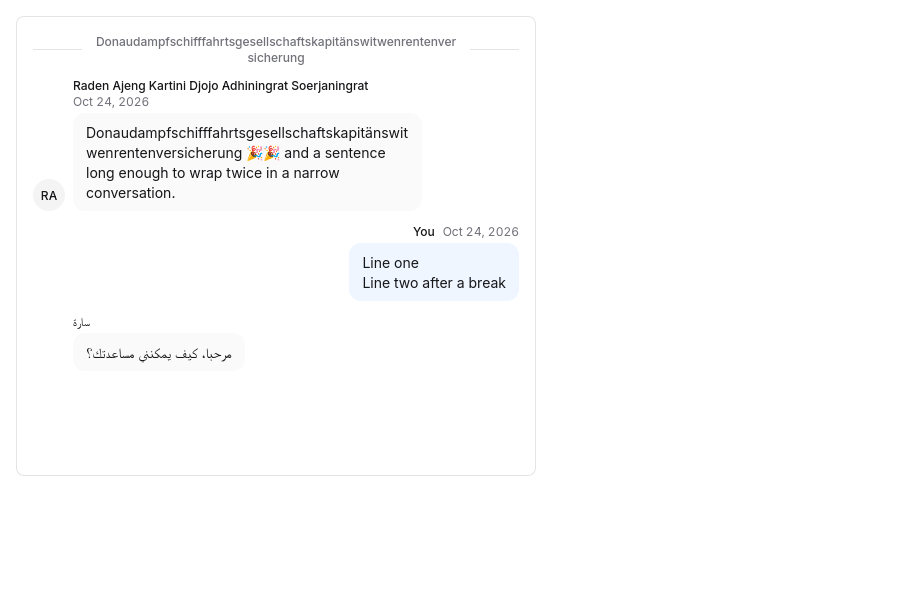 Donaudampfschifffahrtsgesellschaftskapitänswitwenrentenver
sicherung
Raden Ajeng Kartini Djojo Adhiningrat Soerjaningrat
Oct 24, 2026
Donaudampfschifffahrtsgesellschaftskapitänswit
wenrentenversicherung 🎉🎉 and a sentence
long enough to wrap twice in a narrow
conversation.
RA
You Oct 24, 2026
Line one
Line two after a break
سارة
مرحبا، كيف يمكنني مساعدتك؟